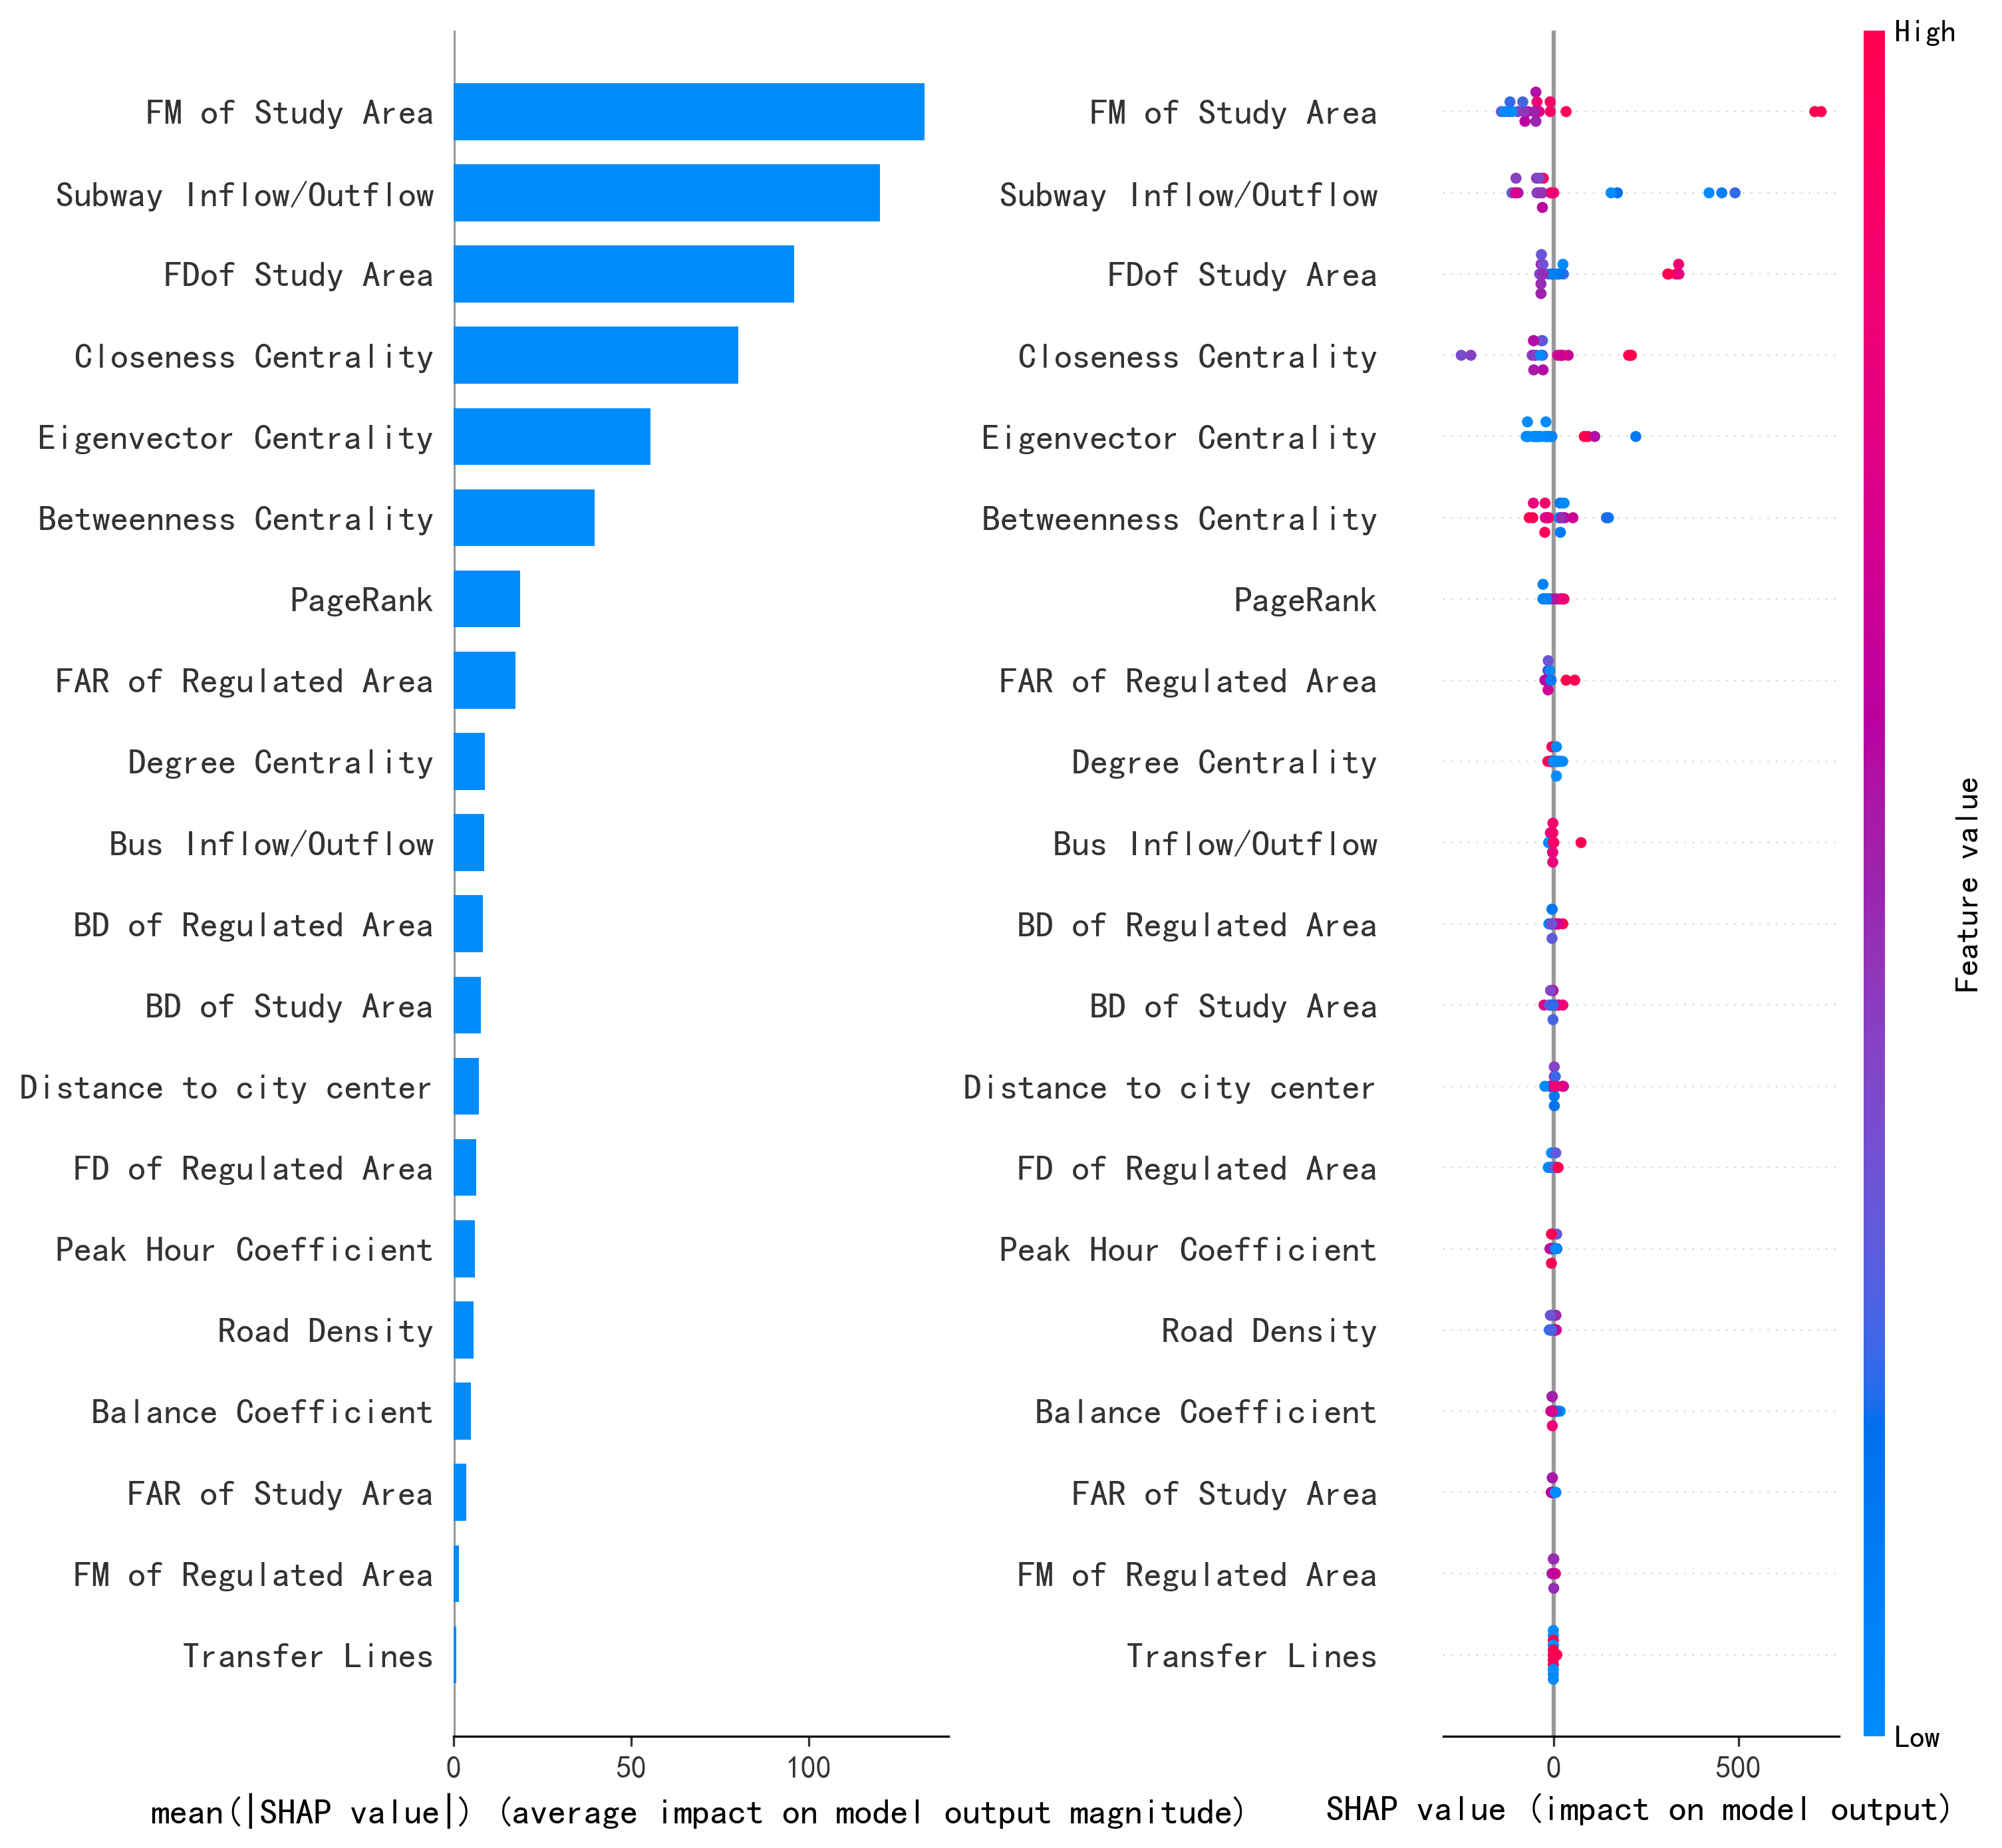 FM of Study Area
Subway Inflow/Outflow
FDof Study Area
Closeness Centrality
Eigenvector Centrality
Betweenness Centrality
PageRank
FAR of Regulated Area
Degree Centrality
Bus Inflow/Outflow
BD of Regulated Area
BD of Study Area
Distance to city center
FD of Regulated Area
Peak Hour Coefficient
Road Density
Balance Coefficient
FAR of Study Area
FM of Regulated Area
Transfer Lines
0 50 100
mean(|SHAP value|) (average impact on model output magnitude)
FM of Study Area
Subway Inflow/Outflow
FDof Study Area
Closeness Centrality
Eigenvector Centrality
Betweenness Centrality
PageRank
FAR of Regulated Area
Degree Centrality
Bus Inflow/Outflow
BD of Regulated Area
BD of Study Area
Distance to city center
FD of Regulated Area
Peak Hour Coefficient
Road Density
Balance Coefficient
FAR of Study Area
FM of Regulated Area
Transfer Lines
0 500
SHAP value (impact on model output)
High
Feature value
Low